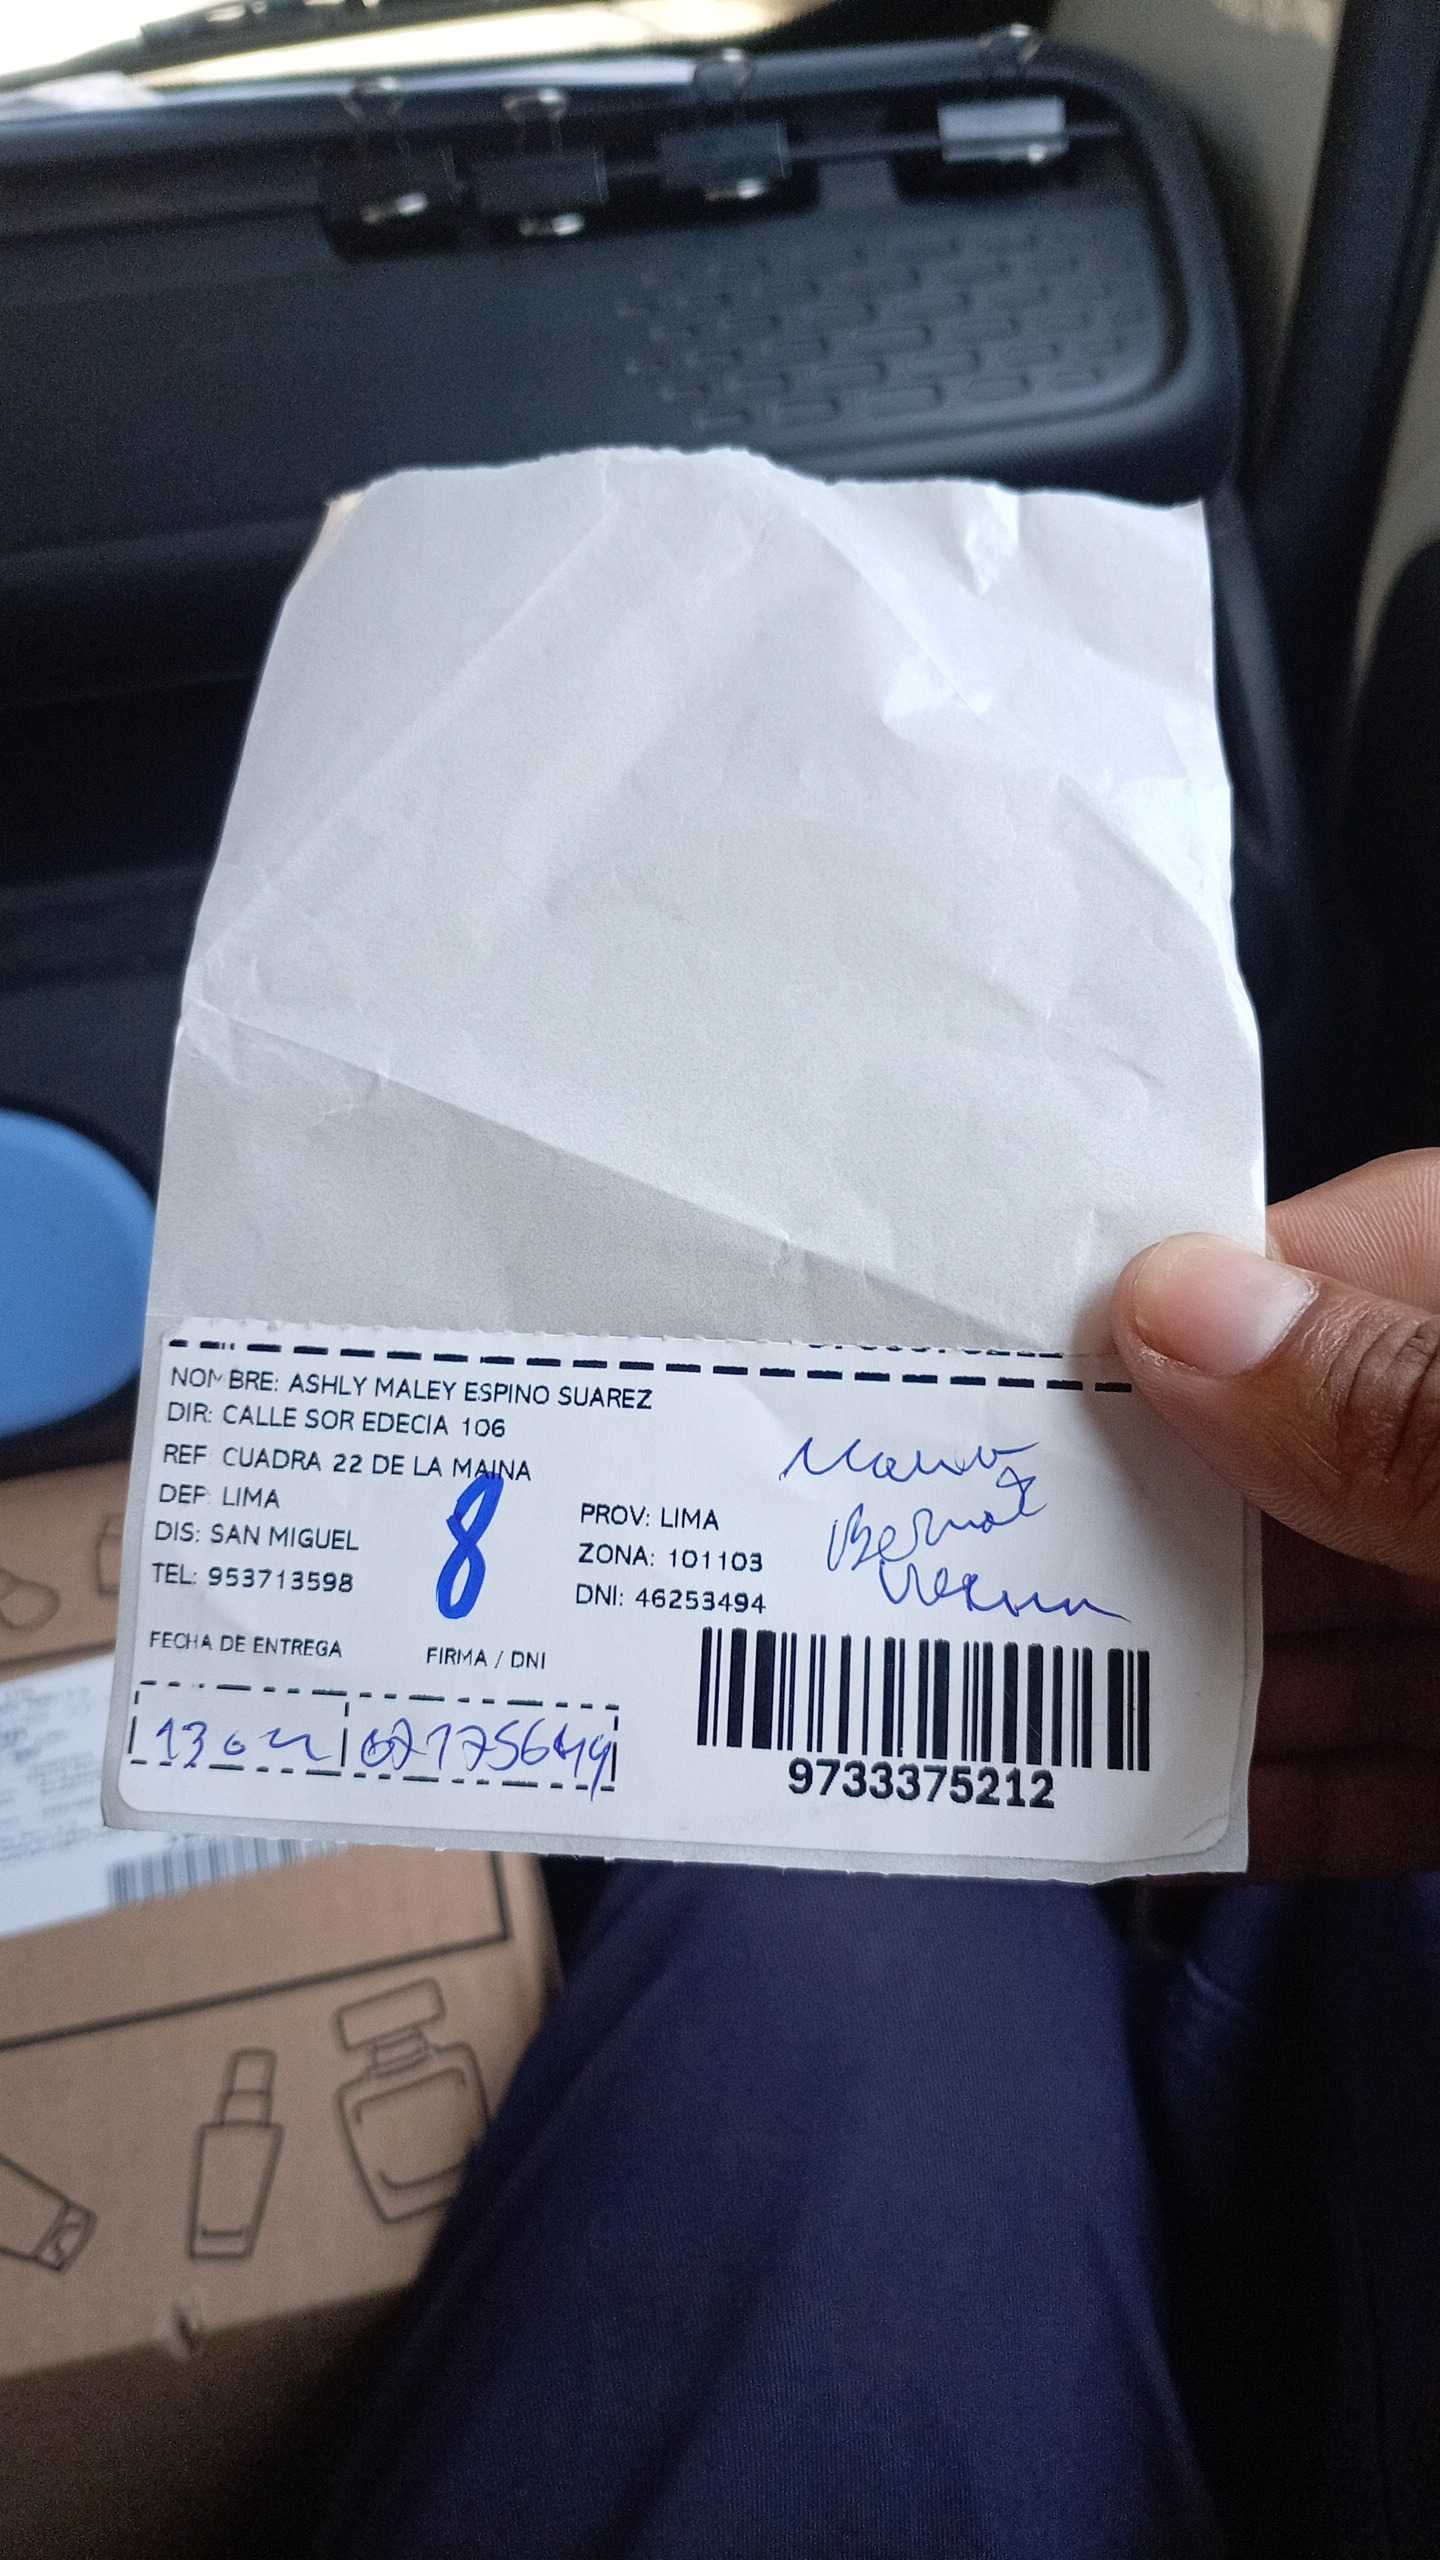 NOMBRE: ASHLY MALEY ESPINO SUAREZ
DIR: CALLE SOR EDECIA 106
REF: CUADRA 22 DE LA MAINA
DEP: LIMA
PROV: LIMA
DIS: SAN MIGUEL
ZONA: 101103
TEL: 953713598
DNI: 46253494
8
FECHA DE ENTREGA
FIRMA / DNI
13
9733375212